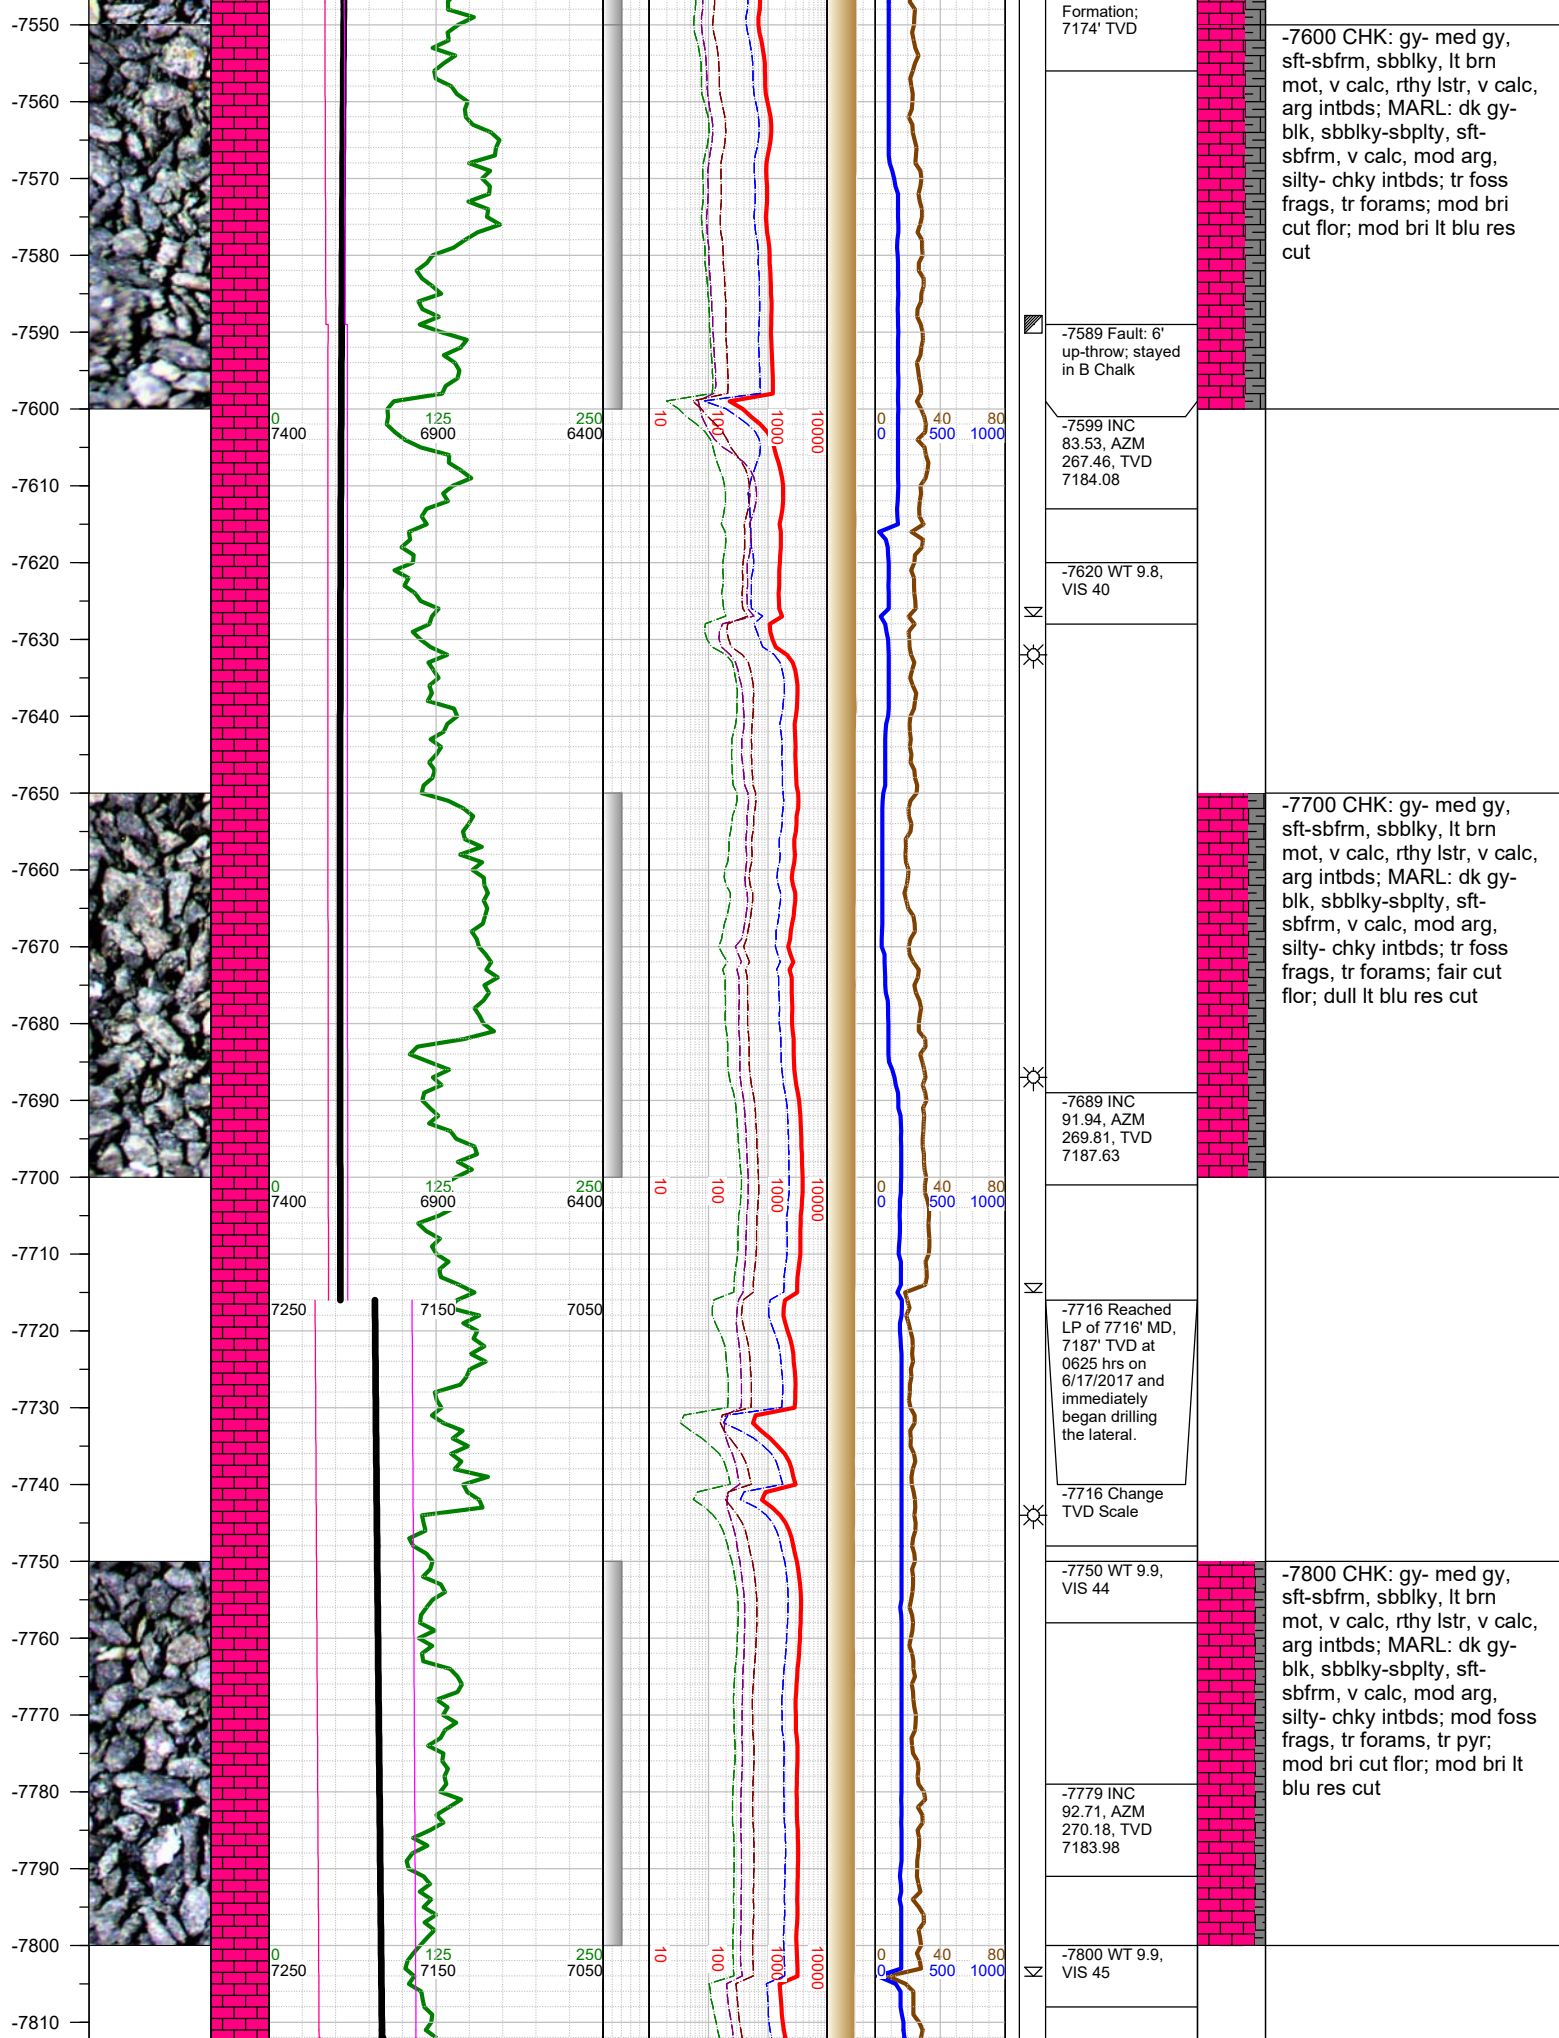 -7550
-7560
-7570
-7580
-7590
-7600
-7610
-7620
-7630
-7640
-7650
-7660
-7670
-7680
-7690
-7700
-7710
-7720
-7730
-7740
-7750
-7760
-7770
-7780
-7790
-7800
-7810
0 125 250
7400 6900 6400
10 100 1000 10000
0 40 80
0 500 1000
0 125 250
7400 6900 6400
10 100 1000 10000
0 40 80
0 500 1000
7250 7150 7050
0 125 250
7250 7150 7050
10 100 1000 10000
0 40 80
0 500 1000
Formation;
7174' TVD
-7589 Fault: 6'
up-throw; stayed
in B Chalk
-7599 INC
83.53, AZM
267.46, TVD
7184.08
-7620 WT 9.8,
VIS 40
-7689 INC
91.94, AZM
269.81, TVD
7187.63
-7716 Reached
LP of 7716' MD,
7187' TVD at
0625 hrs on
6/17/2017 and
immediately
began drilling
the lateral.
-7716 Change
TVD Scale
-7750 WT 9.9,
VIS 44
-7779 INC
92.71, AZM
270.18, TVD
7183.98
-7800 WT 9.9,
VIS 45
-7600 CHK: gy- med gy,
sft-sbfrm, sbblky, lt brn
mot, v calc, rthy lstr, v calc,
arg intbds; MARL: dk gy-
blk, sbblky-sbplty, sft-
sbfrm, v calc, mod arg,
silty- chky intbds; tr foss
frags, tr forams; mod bri
cut flor; mod bri lt blu res
cut
-7700 CHK: gy- med gy,
sft-sbfrm, sbblky, lt brn
mot, v calc, rthy lstr, v calc,
arg intbds; MARL: dk gy-
blk, sbblky-sbplty, sft-
sbfrm, v calc, mod arg,
silty- chky intbds; tr foss
frags, tr forams; fair cut
flor; dull lt blu res cut
-7800 CHK: gy- med gy,
sft-sbfrm, sbblky, lt brn
mot, v calc, rthy lstr, v calc,
arg intbds; MARL: dk gy-
blk, sbblky-sbplty, sft-
sbfrm, v calc, mod arg,
silty- chky intbds; mod foss
frags, tr forams, tr pyr;
mod bri cut flor; mod bri lt
blu res cut